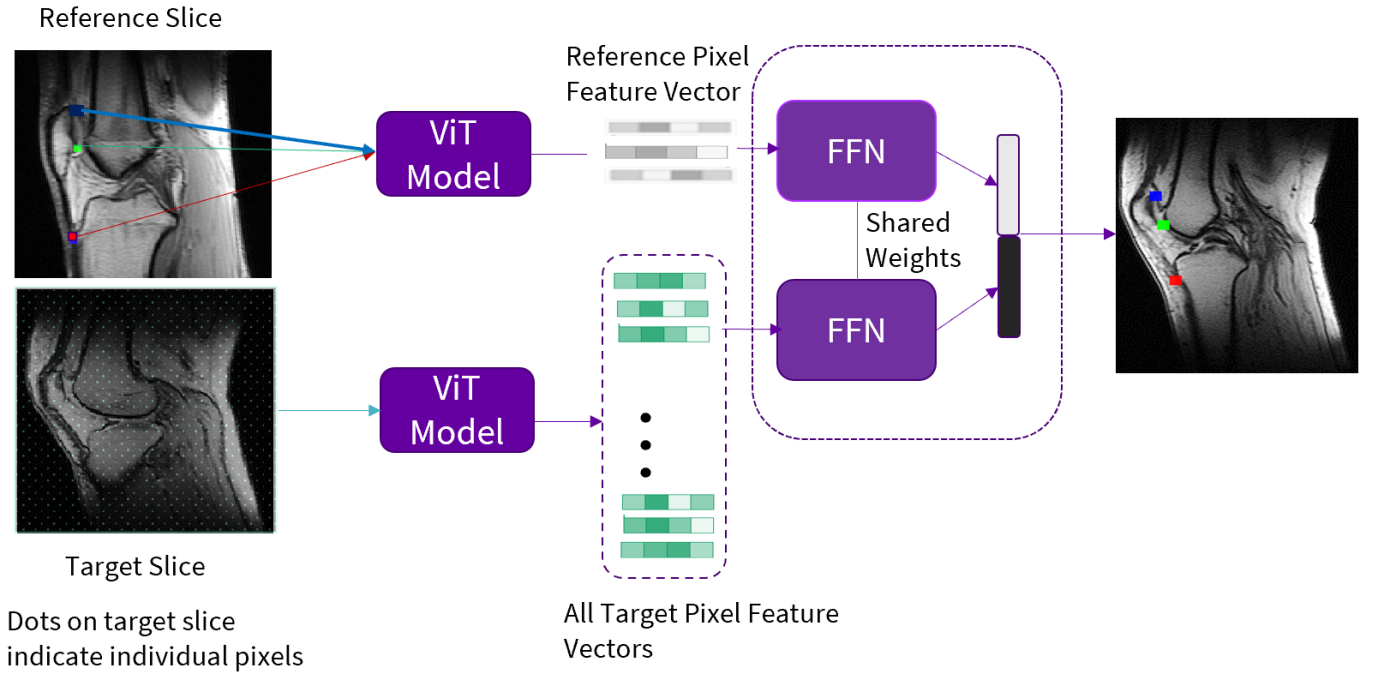 Reference Slice
ViT
Model
Reference Pixel
Feature Vector
FFN
Shared
Weights
FFN
ViT
Model
Target Slice
Dots on target slice
indicate individual pixels
All Target Pixel Feature
Vectors